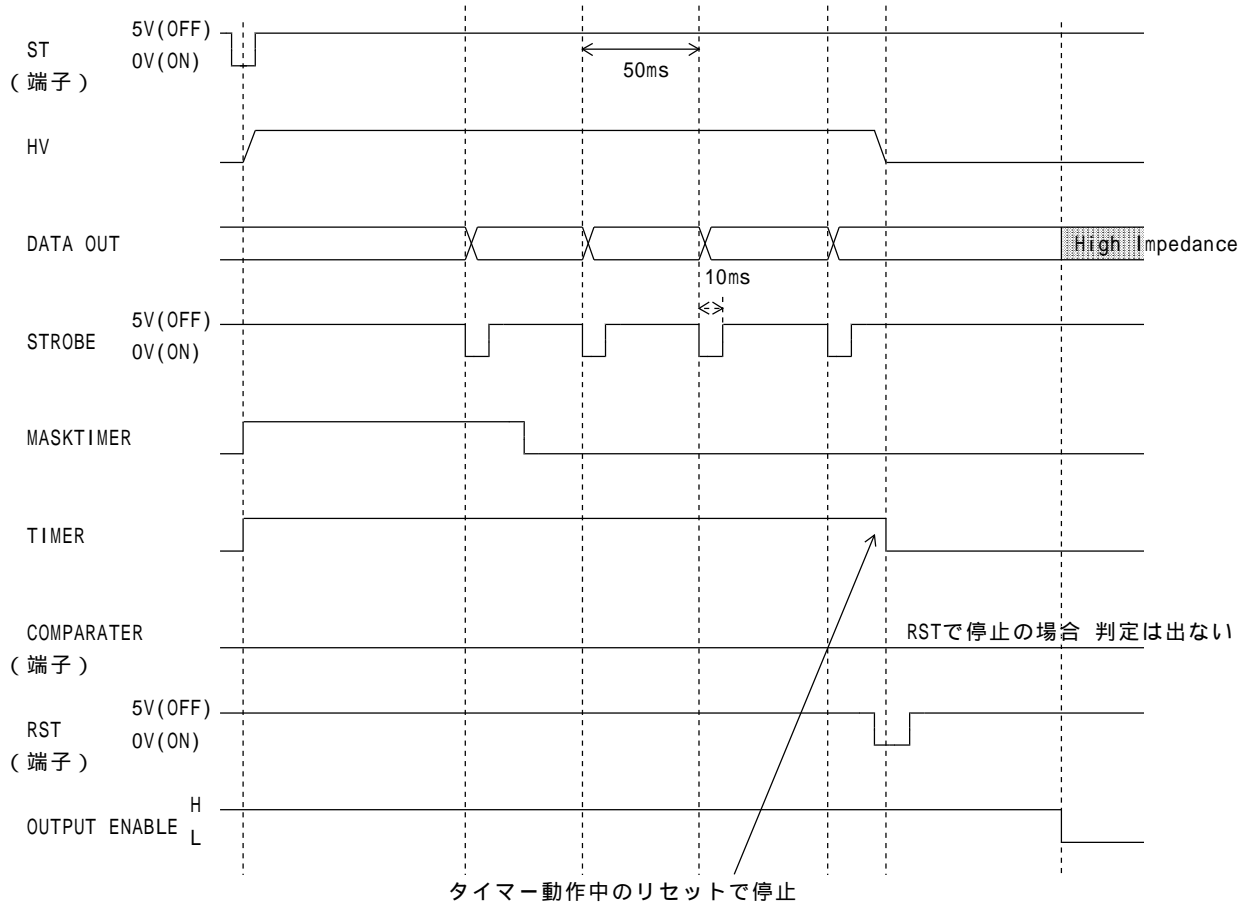 5V(OFF)
ST
0V(ON)
(端子)
50ms
HV
DATA OUT
High Impedance
10ms
5V(OFF)
STROBE
0V(ON)
MASKTIMER
TIMER
COMPARATER
(端子)
RSTで停止の場合 判定は出ない
5V(OFF)
RST
0V(ON)
(端子)
H
OUTPUT ENABLE
L
タイマー動作中のリセットで停止